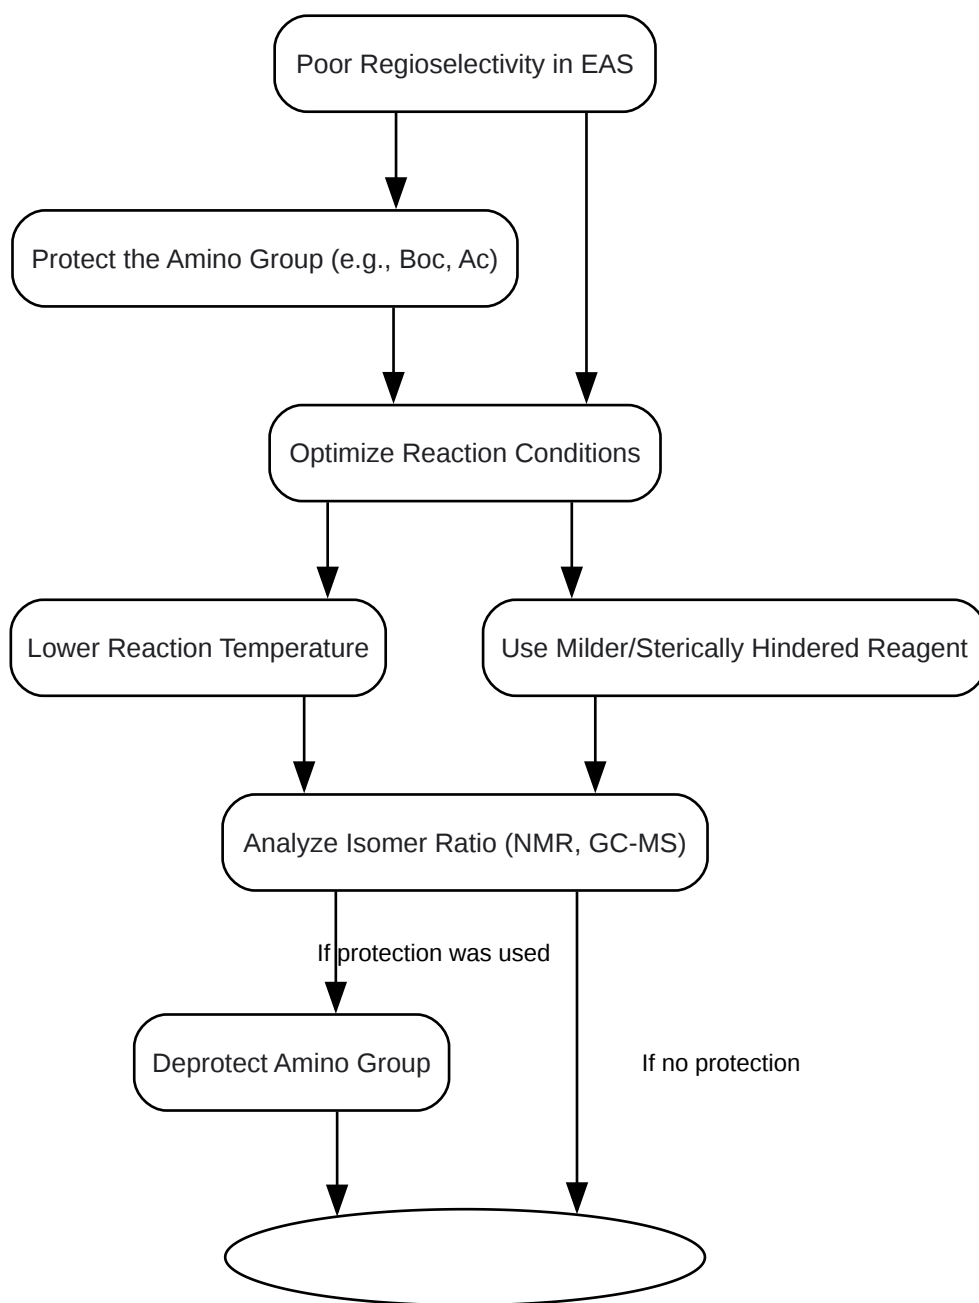 Poor Regioselectivity in EAS
Protect the Amino Group (e.g., Boc, Ac)
Optimize Reaction Conditions
Lower Reaction Temperature
Use Milder/Sterically Hindered Reagent
Analyze Isomer Ratio (NMR, GC-MS)
If protection was used
Deprotect Amino Group
If no protection